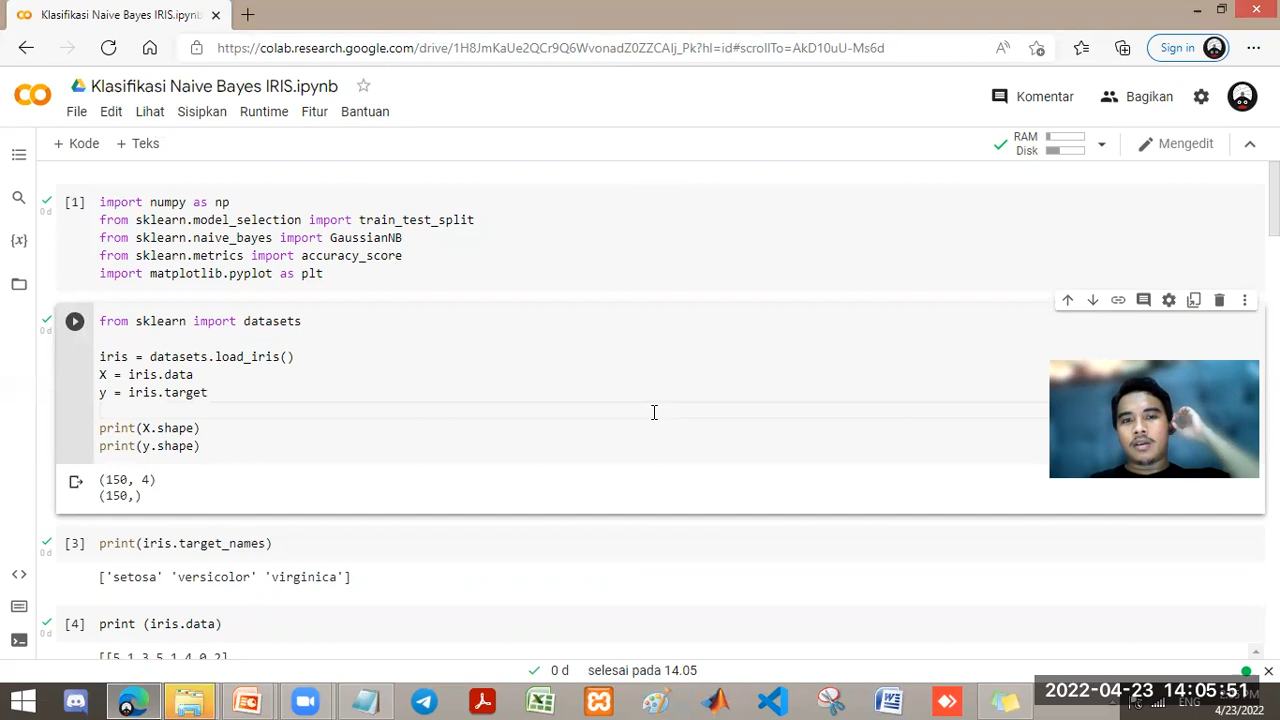 Klasifikasi Naive Bayes IRIS.ipynb
https://colab.research.google.com/drive/1H8JmKaUe2QCr9Q6WvonadZ0ZZCAIj_Pk?hl=id#scrollTo=AkD10uU-Ms6d
Sign in
Klasifikasi Naive Bayes IRIS.ipynb
Komentar
Bagikan
File Edit Lihat Sisipkan Runtime Fitur Bantuan
+ Kode + Teks
RAM
Disk
Mengedit
[1] import numpy as np
0 d
from sklearn.model_selection import train_test_split
from sklearn.naive_bayes import GaussianNB
from sklearn.metrics import accuracy_score
import matplotlib.pyplot as plt
from sklearn import datasets
0 d
iris = datasets.load_iris()
X = iris.data
y = iris.target
print(X.shape)
print(y.shape)
(150, 4)
(150,)
[3] print(iris.target_names)
0 d
['setosa' 'versicolor' 'virginica']
[4] print (iris.data)
0 d
[[5.1 3.5 1.4 0.2]
0 d selesai pada 14.05
2022-04-23 14:05:51
PM
ENG
4/23/2022